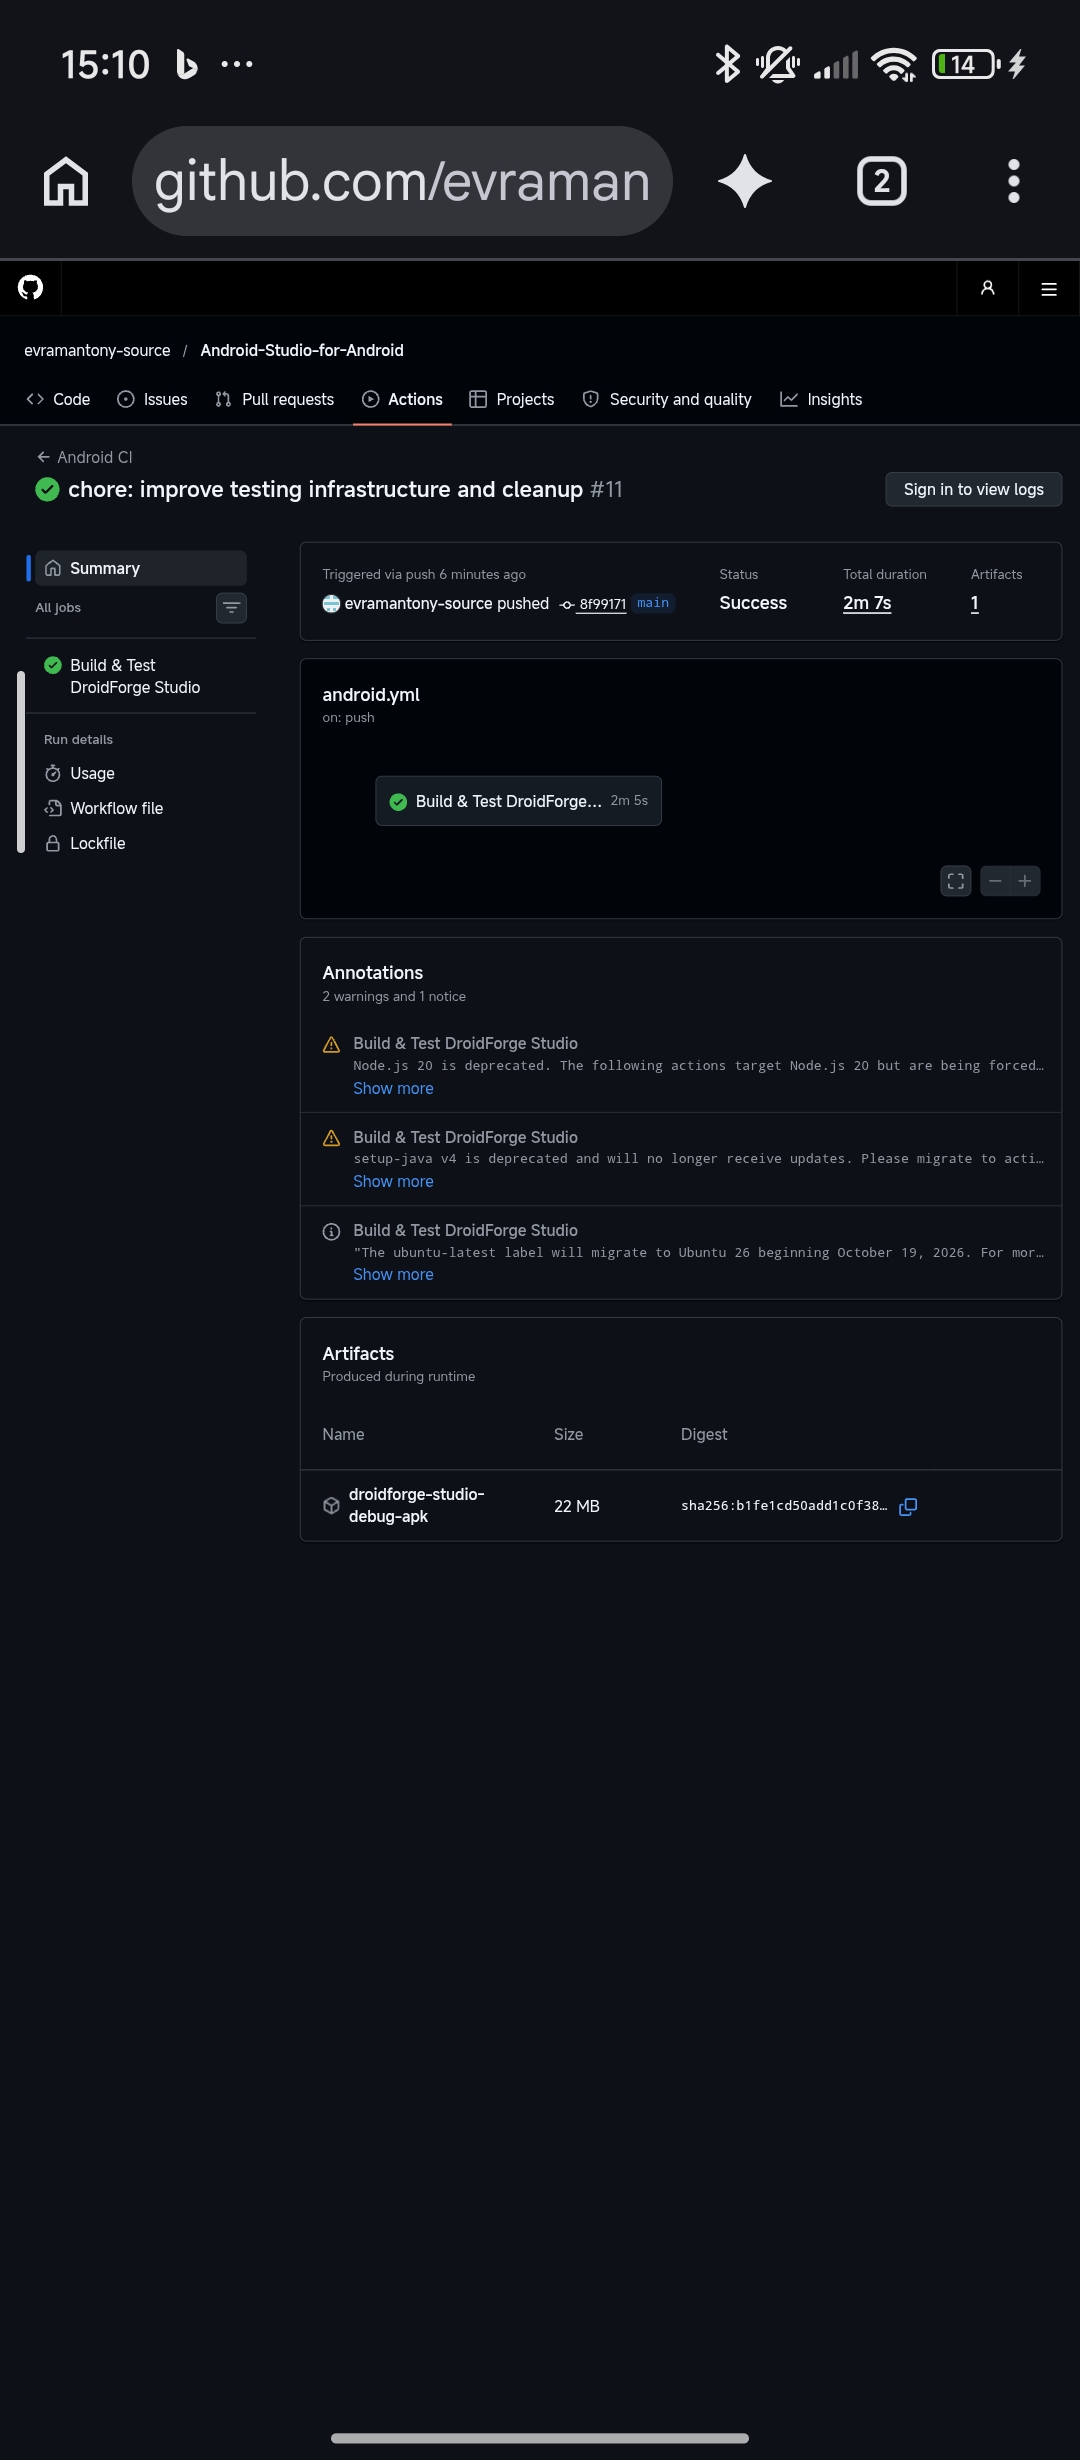 15:10
14
github.com/evraman
2
evramantony-source / Android-Studio-for-Android
Code
Issues
Pull requests
Actions
Projects
Security and quality
Insights
Android CI
chore: improve testing infrastructure and cleanup #11
Sign in to view logs
Summary
All jobs
Build & Test
DroidForge Studio
Run details
Usage
Workflow file
Lockfile
Triggered via push 6 minutes ago
evramantony-source pushed 8f99171 main
Status
Success
Total duration
2m 7s
Artifacts
1
android.yml
on: push
Build & Test DroidForge... 2m 5s
Annotations
2 warnings and 1 notice
Build & Test DroidForge Studio
Node.js 20 is deprecated. The following actions target Node.js 20 but are being forced…
Show more
Build & Test DroidForge Studio
setup-java v4 is deprecated and will no longer receive updates. Please migrate to acti…
Show more
Build & Test DroidForge Studio
"The ubuntu-latest label will migrate to Ubuntu 26 beginning October 19, 2026. For mor…
Show more
Artifacts
Produced during runtime
Name
Size
Digest
droidforge-studio-
debug-apk
22 MB
sha256:b1fe1cd50add1c0f38…